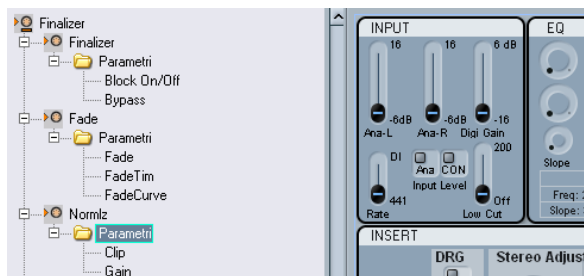 Finalizer
Finalizer
Parametri
Block On/Off
Bypass
Fade
Parametri
Fade
FadeTim
FadeCurve
Normlz
Parametri
Clip
Gain
INPUT
16 16 6 dB
-6dB -6dB -16
Ana-L Ana-R Digi Gain
DI 200
Ana CON
Input Level
441 Off
Rate Low Cut
INSERT
DRG Stereo Adjus
EQ
Slope
Freq: 2
Slope: